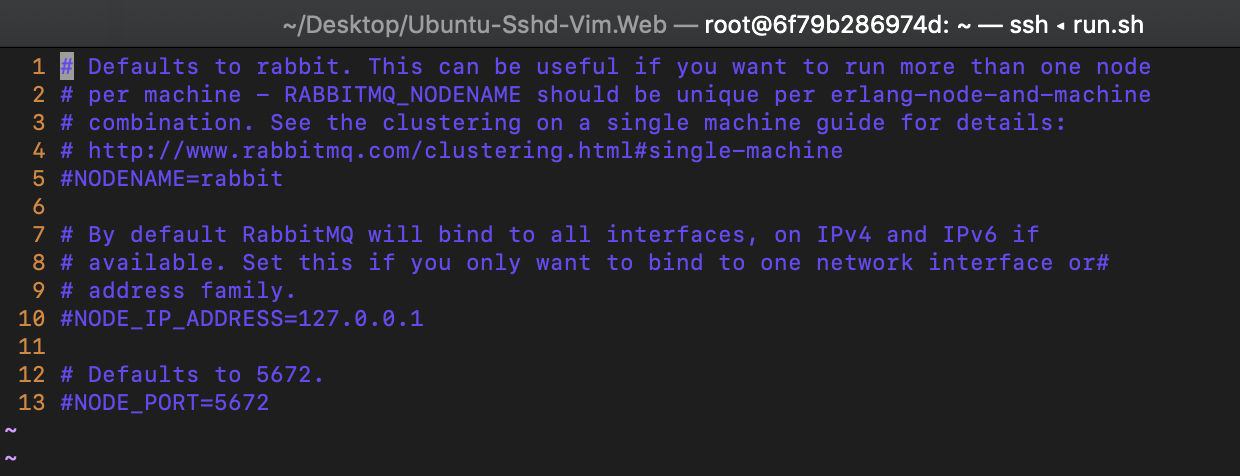 ~/Desktop/Ubuntu-Sshd-Vim.Web — root@6f79b286974d: ~ — ssh ◂ run.sh
1 # Defaults to rabbit. This can be useful if you want to run more than one node
2 # per machine - RABBITMQ_NODENAME should be unique per erlang-node-and-machine
3 # combination. See the clustering on a single machine guide for details:
4 # http://www.rabbitmq.com/clustering.html#single-machine
5 #NODENAME=rabbit
6
7 # By default RabbitMQ will bind to all interfaces, on IPv4 and IPv6 if
8 # available. Set this if you only want to bind to one network interface or#
9 # address family.
10 #NODE_IP_ADDRESS=127.0.0.1
11
12 # Defaults to 5672.
13 #NODE_PORT=5672
~
~